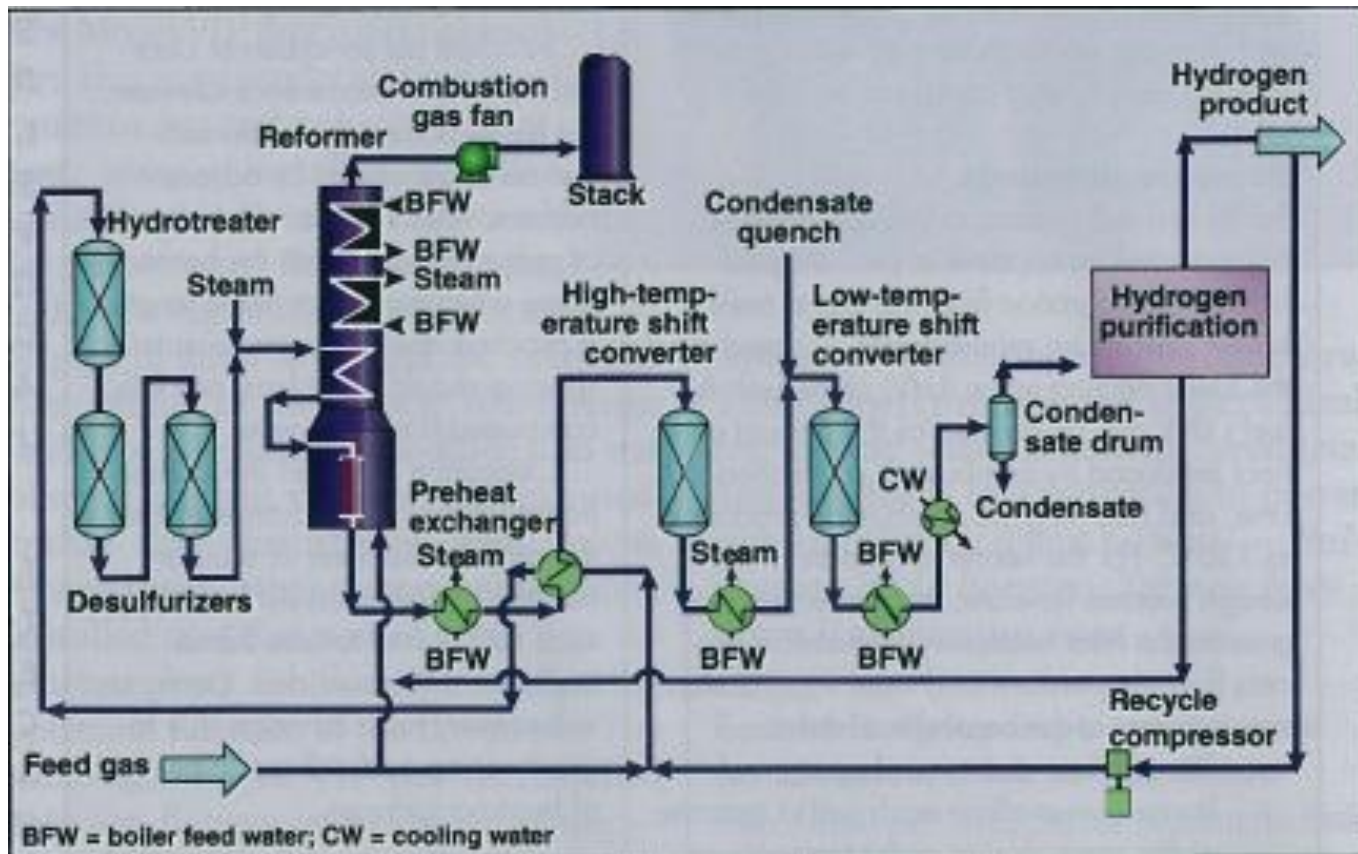 Hydrogen
product
Combustion
gas fan
Reformer
Stack
BFW
Hydrotreater
BFW
Condensate
quench
Steam
Steam
High-temp-
erature shift
converter
Low-temp-
erature shift
converter
Hydrogen
purification
BFW
Conden-
sate drum
CW
Condensate
Preheat
exchanger
Steam
Steam
BFW
Desulfurizers
BFW
BFW
BFW
Recycle
compressor
Feed gas
BFW = boiler feed water; CW = cooling water